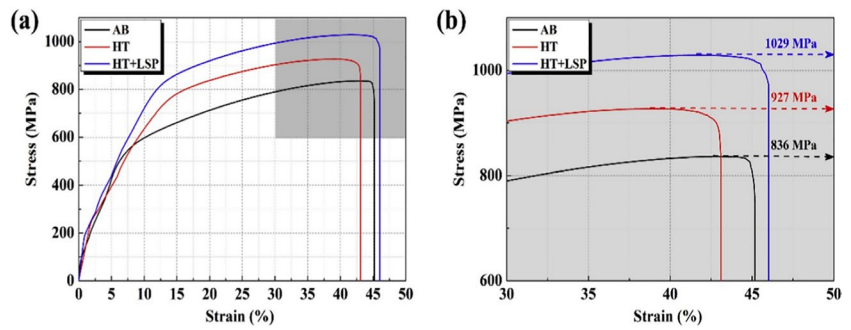 (a)
AB
HT
HT+LSP
Stress (MPa)
1000
800
600
400
200
0
0 5 10 15 20 25 30 35 40 45 50
Strain (%)
(b)
AB
HT
HT+LSP
1029 MPa
927 MPa
836 MPa
Stress (MPa)
1000
800
600
30 35 40 45 50
Strain (%)